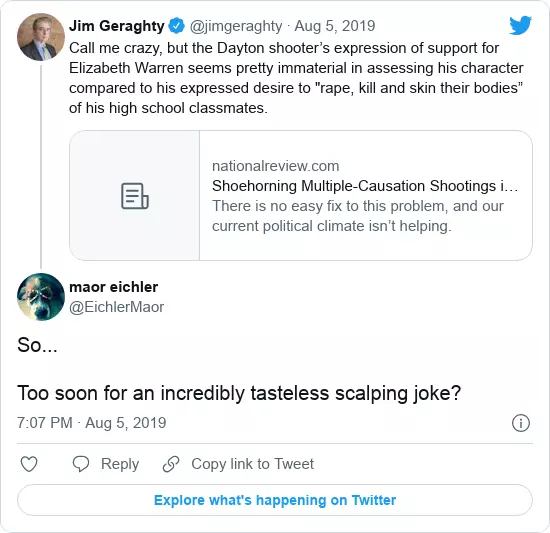 Jim Geraghty @jimgeraghty · Aug 5, 2019
Call me crazy, but the Dayton shooter’s expression of support for
Elizabeth Warren seems pretty immaterial in assessing his character
compared to his expressed desire to "rape, kill and skin their bodies”
of his high school classmates.
nationalreview.com
Shoehorning Multiple-Causation Shootings i…
There is no easy fix to this problem, and our
current political climate isn’t helping.
maor eichler
@EichlerMaor
So...
Too soon for an incredibly tasteless scalping joke?
7:07 PM · Aug 5, 2019
Reply Copy link to Tweet
Explore what's happening on Twitter